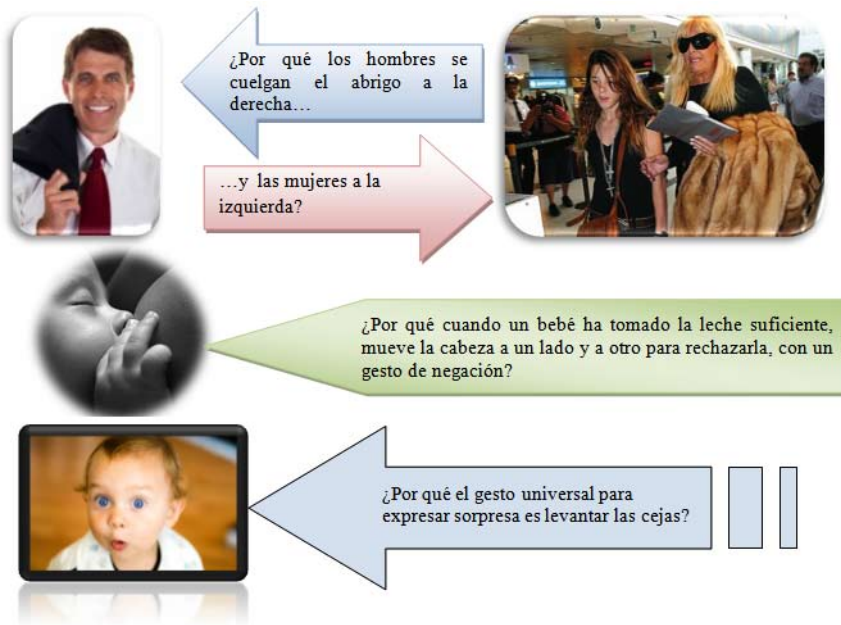 ¿Por qué los hombres se
cuelgan el abrigo a la
derecha…
…y las mujeres a la
izquierda?
¿Por qué cuando un bebé ha tomado la leche suficiente,
mueve la cabeza a un lado y a otro para rechazarla, con un
gesto de negación?
¿Por qué el gesto universal para
expresar sorpresa es levantar las cejas?